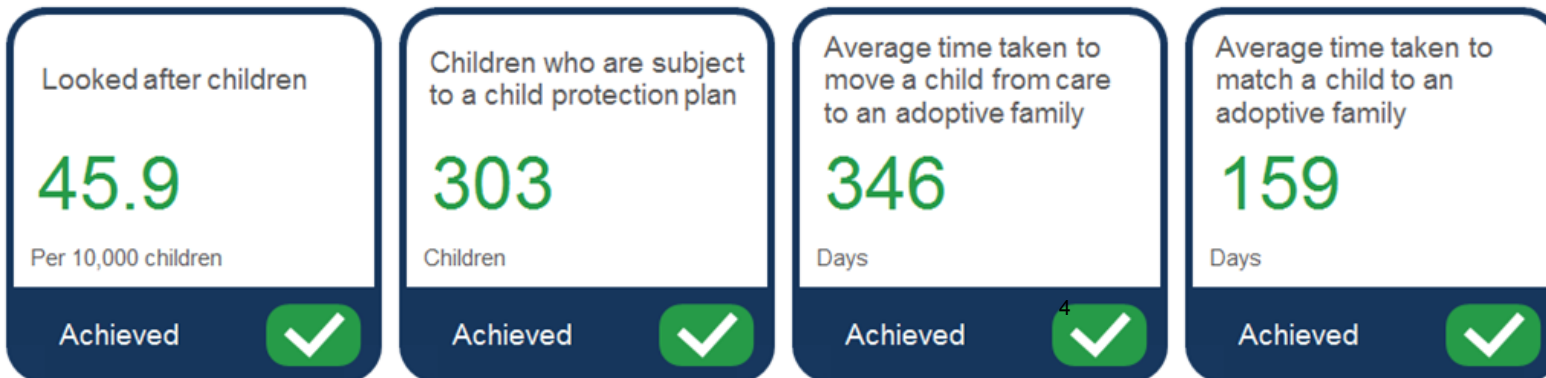 Looked after children
45.9
Per 10,000 children
Achieved
Children who are subject
to a child protection plan
303
Children
Achieved
Average time taken to
move a child from care
to an adoptive family
346
Days
4
Achieved
Average time taken to
match a child to an
adoptive family
159
Days
Achieved